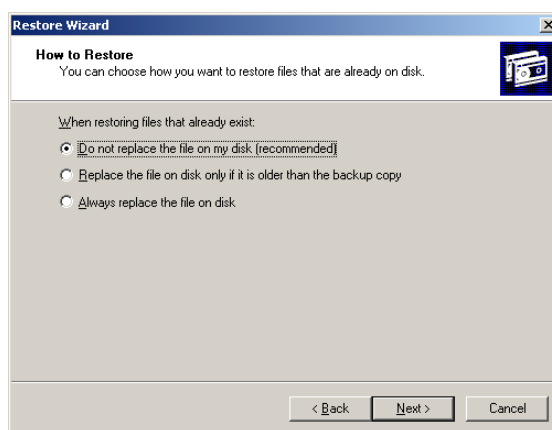 Restore Wizard
How to Restore
You can choose how you want to restore files that are already on disk.
When restoring files that already exist:
Do not replace the file on my disk (recommended)
Replace the file on disk only if it is older than the backup copy
Always replace the file on disk
< Back Next > Cancel